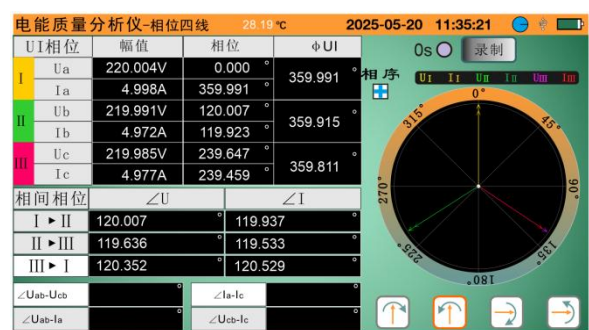 电能质量分析仪-相位四线 28.19 ℃ 2025-05-20 11:35:21
UI相位 幅值 相位 ϕUI
I Ua 220.004V 0.000 ° 359.991 °
Ia 4.998A 359.991 °
II Ub 219.991V 120.007 ° 359.915 °
Ib 4.972A 119.923 °
III Uc 219.985V 239.647 ° 359.811 °
Ic 4.977A 239.459 °
相间相位 ∠U ∠I
I ► II 120.007 ° 119.937 °
II ► III 119.636 ° 119.533 °
III ► I 120.352 ° 120.529 °
∠Uab-Ucb ° ∠Ia-Ic °
∠Uab-Ia ° ∠Ucb-Ic °
0s 录制
相序 UI II UII III UIII IIII
0°
45°
90°
135°
180°
225°
270°
315°